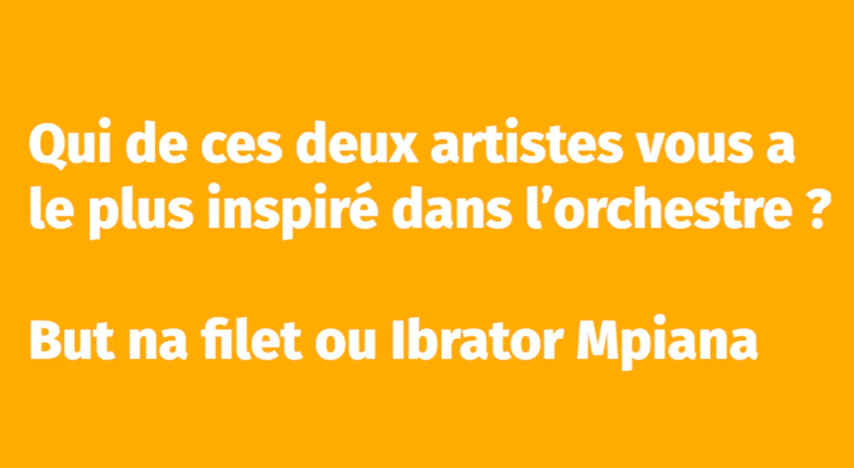 Qui de ces deux artistes vous a
le plus inspiré dans l’orchestre ?
But na filet ou Ibrator Mpiana